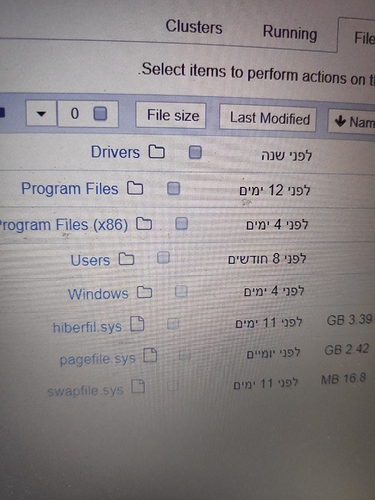 Clusters Running File
.Select items to perform actions on t
0 File size Last Modified Nam
Drivers לפני שנה
Program Files לפני 12 ימים
rogram Files (x86) לפני 4 ימים
Users לפני 8 חודשים
Windows לפני 4 ימים
hiberfil.sys לפני 11 ימים GB 3.39
pagefile.sys לפני יומיים GB 2.42
swapfile.sys לפני 11 ימים MB 16.8